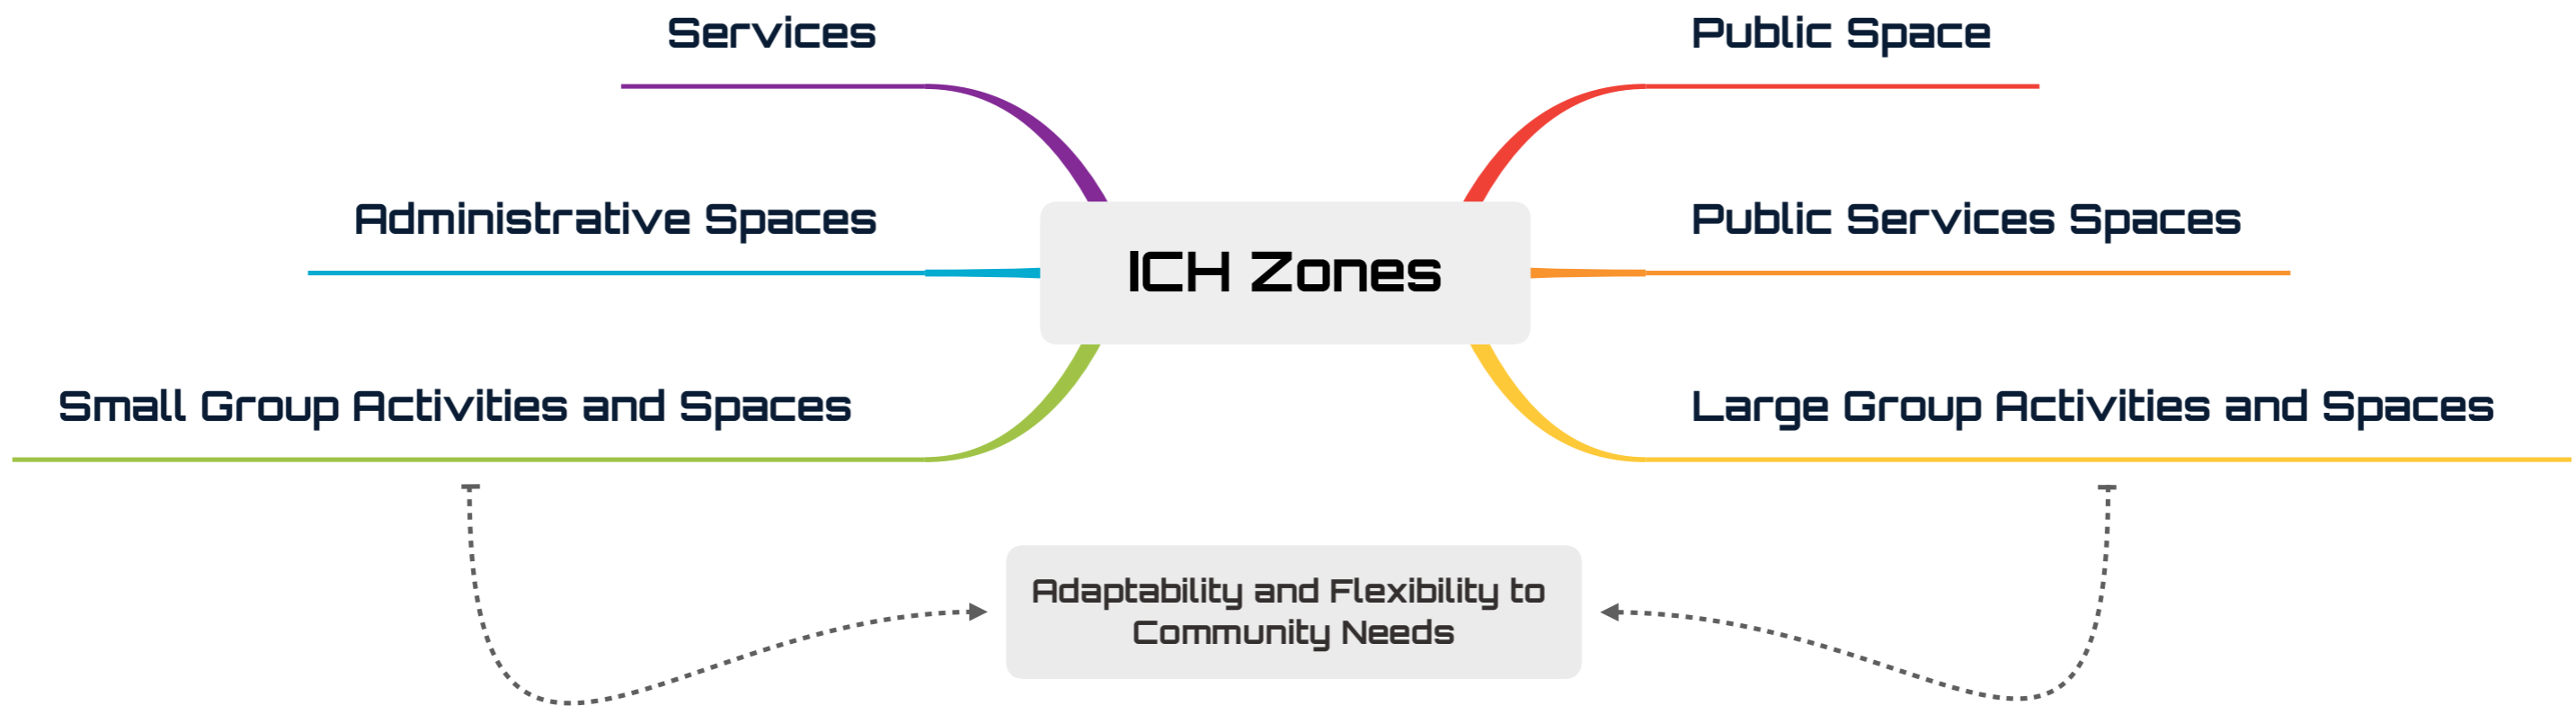 Services
Public Space
Administrative Spaces
Public Services Spaces
ICH Zones
Small Group Activities and Spaces
Large Group Activities and Spaces
Adaptability and Flexibility to
Community Needs